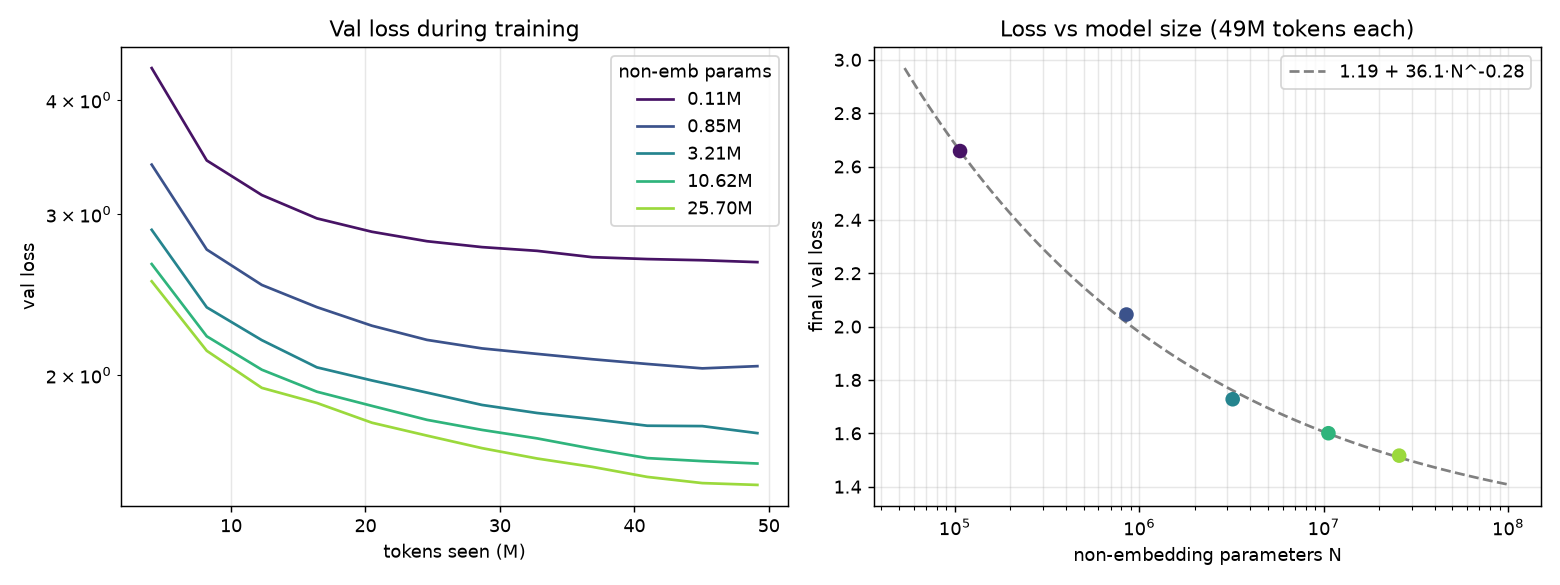 Val loss during training
val loss
4 × 10⁰
3 × 10⁰
2 × 10⁰
non-emb params
0.11M
0.85M
3.21M
10.62M
25.70M
10
20
30
40
50
tokens seen (M)
Loss vs model size (49M tokens each)
final val loss
3.0
2.8
2.6
2.4
2.2
2.0
1.8
1.6
1.4
1.19 + 36.1·N^-0.28
10⁵
10⁶
10⁷
10⁸
non-embedding parameters N